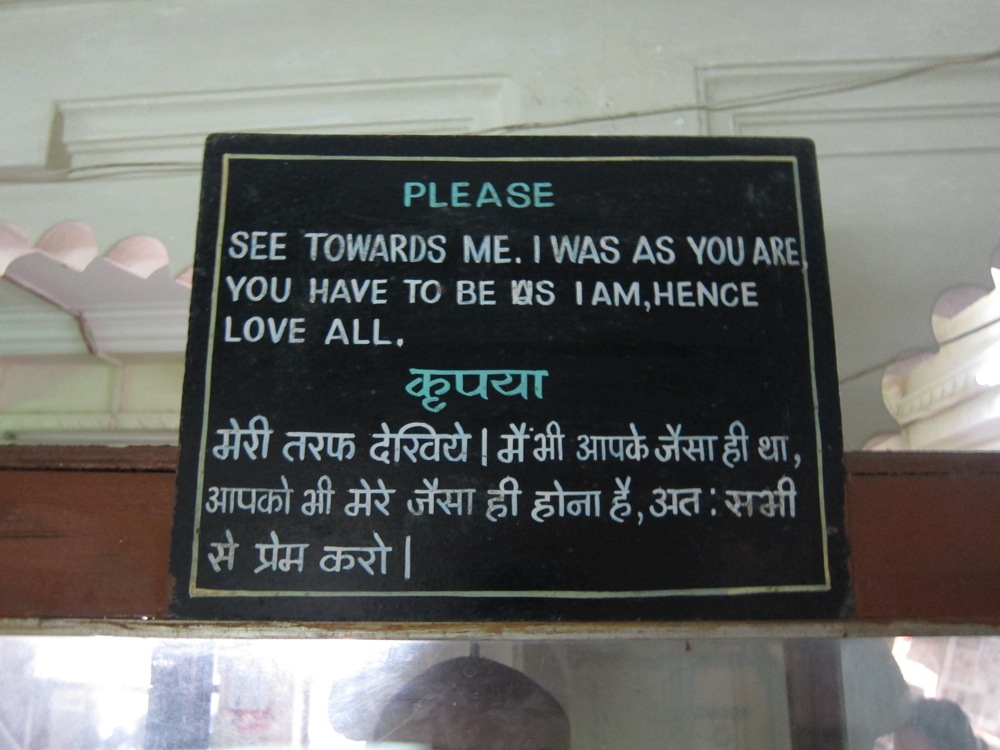 PLEASE
SEE TOWARDS ME. I WAS AS YOU ARE,
YOU HAVE TO BE AS I AM, HENCE
LOVE ALL.
कृपया
मेरी तरफ देखिये। मैं भी आपके जैसा ही था,
आपको भी मेरे जैसा ही होना है, अत: सभी
से प्रेम करो।